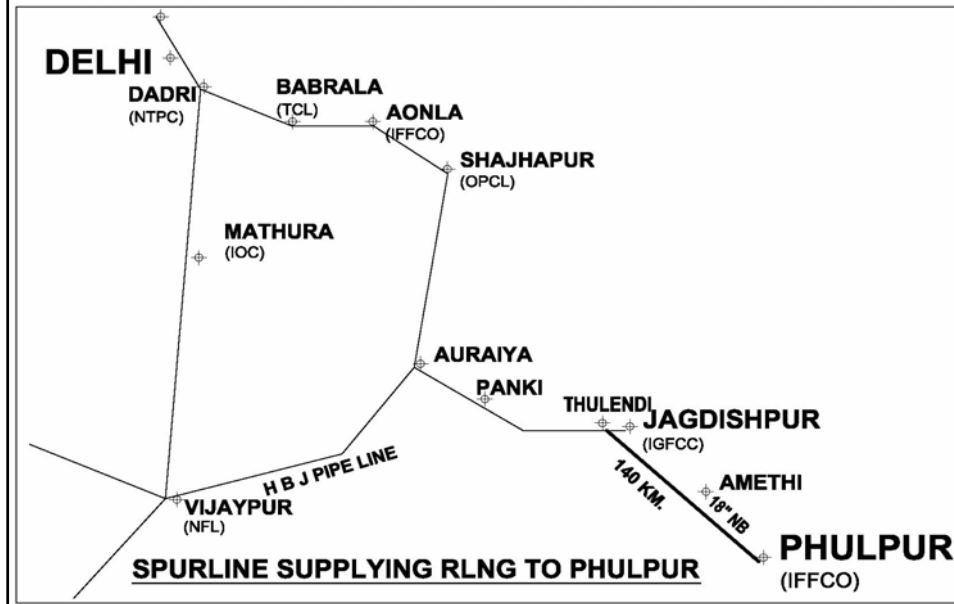 DELHI
DADRI
(NTPC)
BABRALA
(TCL)
AONLA
(IFFCO)
SHAJHAPUR
(OPCL)
MATHURA
(IOC)
AURAIYA
PANKI
THULENDI
JAGDISHPUR
(IGFCC)
H B J PIPE LINE
140 KM.
AMETHI
18" NB
VIJAYPUR
(NFL)
PHULPUR
(IFFCO)
SPURLINE SUPPLYING RLNG TO PHULPUR